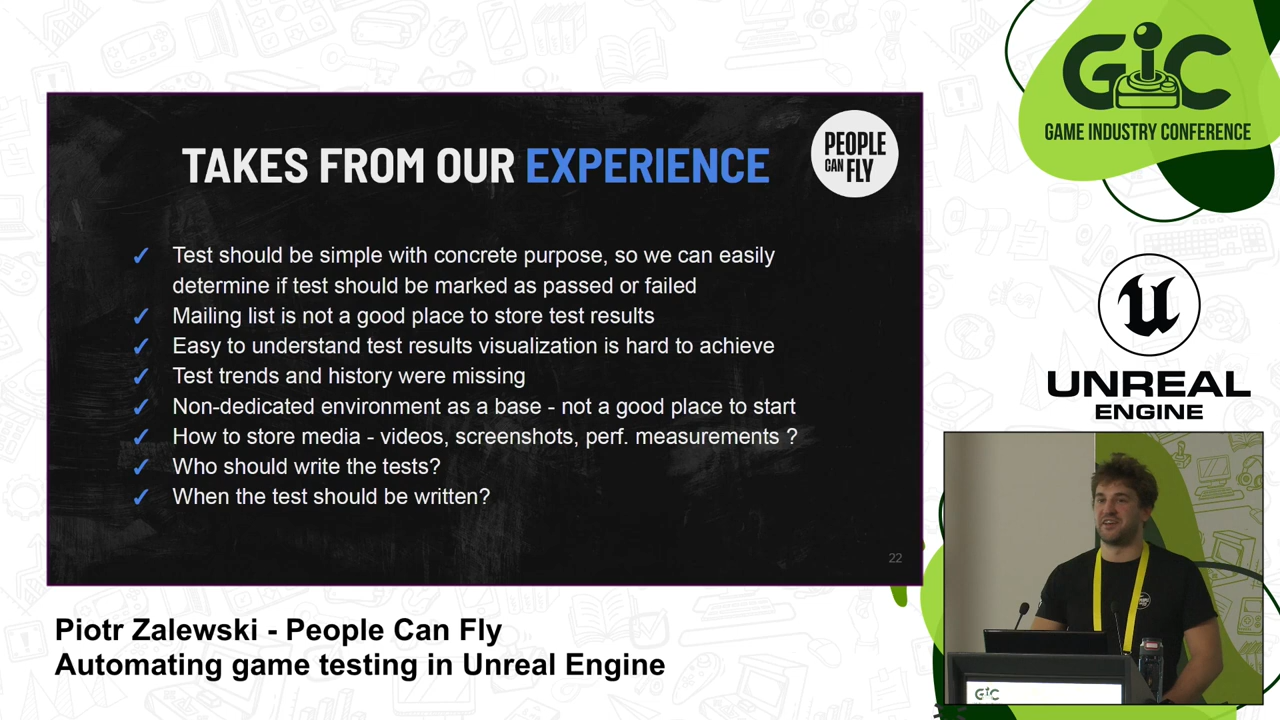 TAKES FROM OUR EXPERIENCE
PEOPLE
CAN FLY
✓ Test should be simple with concrete purpose, so we can easily
determine if test should be marked as passed or failed
✓ Mailing list is not a good place to store test results
✓ Easy to understand test results visualization is hard to achieve
✓ Test trends and history were missing
✓ Non-dedicated environment as a base - not a good place to start
✓ How to store media - videos, screenshots, perf. measurements ?
✓ Who should write the tests?
✓ When the test should be written?
22
Piotr Zalewski - People Can Fly
Automating game testing in Unreal Engine
GIC
GAME INDUSTRY CONFERENCE
UNREAL
ENGINE
GIC